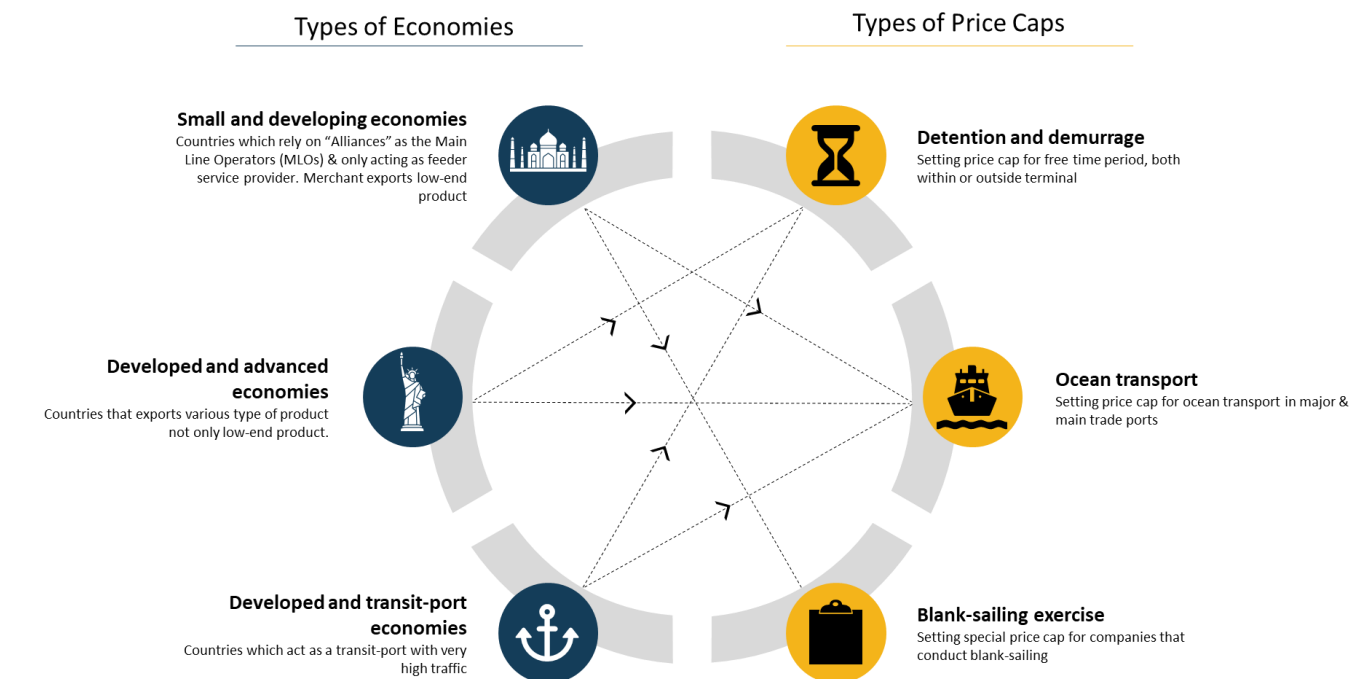 Types of Economies
Types of Price Caps
Small and developing economies
Countries which rely on “Alliances” as the Main
Line Operators (MLOs) & only acting as feeder
service provider. Merchant exports low-end
product
Detention and demurrage
Setting price cap for free time period, both
within or outside terminal
Developed and advanced
economies
Countries that exports various type of product
not only low-end product.
Ocean transport
Setting price cap for ocean transport in major &
main trade ports
Developed and transit-port
economies
Countries which act as a transit-port with very
high traffic
Blank-sailing exercise
Setting special price cap for companies that
conduct blank-sailing